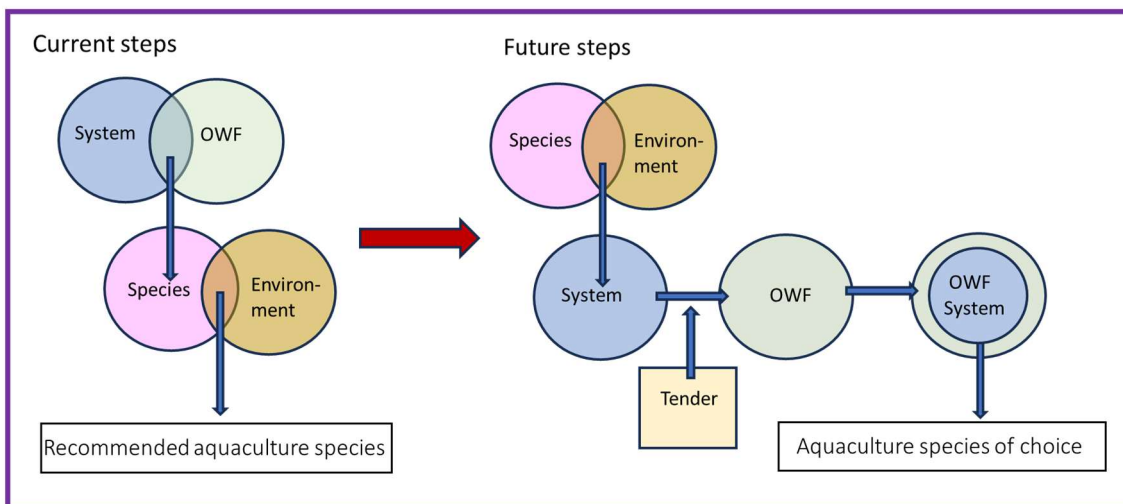 Current steps
System
OWF
Species
Environ-
ment
Recommended aquaculture species
Future steps
Species
Environ-
ment
System
OWF
OWF
System
Tender
Aquaculture species of choice